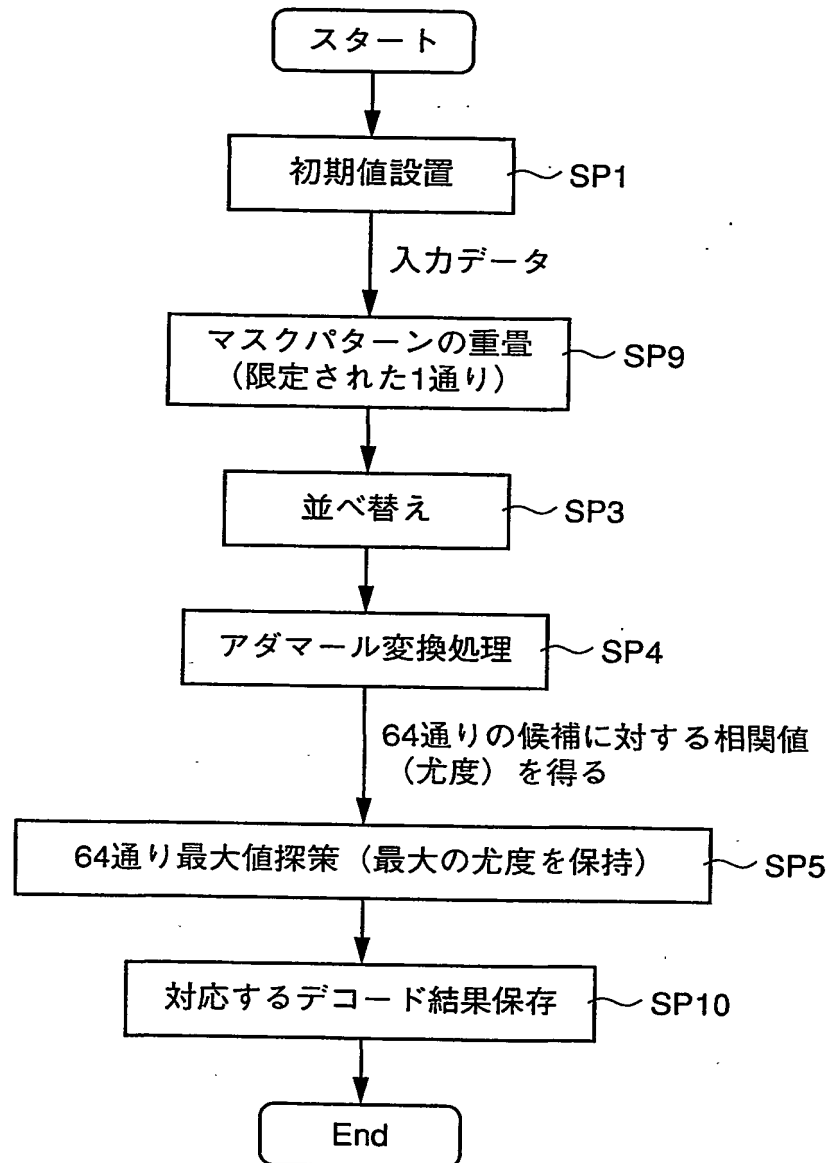 スタート
初期値設置
SP1
入力データ
マスクパターンの重畳
(限定された1通り)
SP9
並べ替え
SP3
アダマール変換処理
SP4
64通りの候補に対する相関値
(尤度)を得る
64通り最大値探策(最大の尤度を保持)
SP5
対応するデコード結果保存
SP10
End